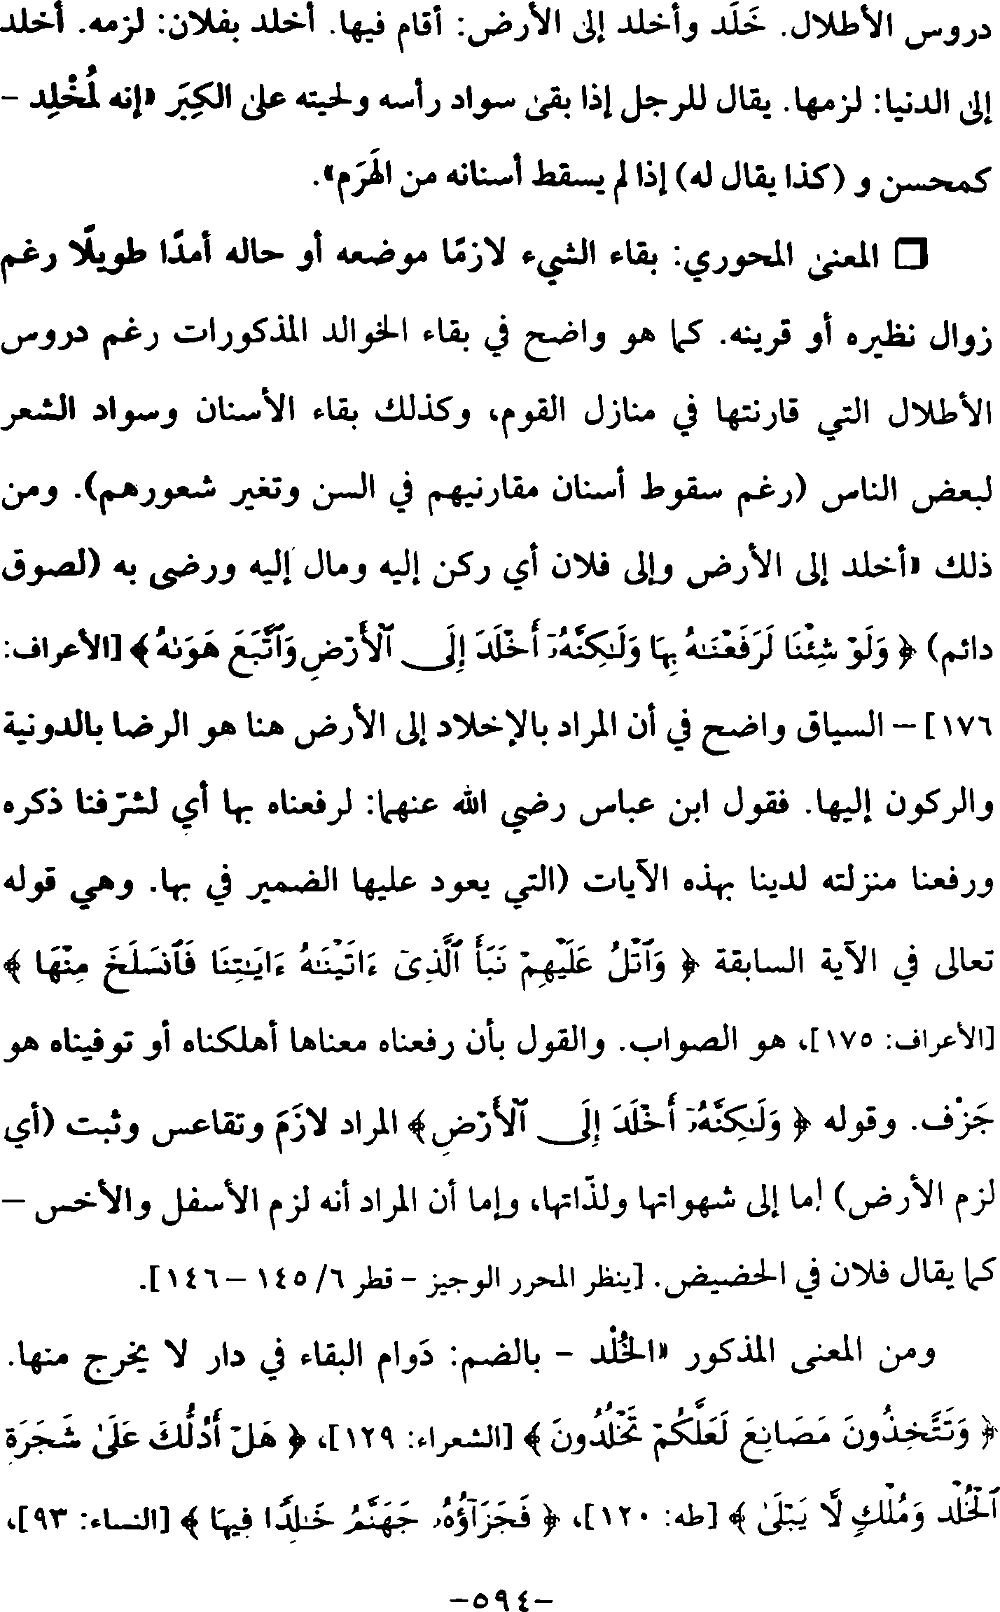 دروس الأطلال. خَلَد وأخلد إلى الأرض: أقام فيها. أخلد بفلان: لزمه. أخلد
إلى الدنيا: لزمها. يقال للرجل إذا بقى سواد رأسه ولحيته على الكِبَر «إنه لمُخْلِد –
كمحسن و (كذا يقال له) إذا لم يسقط أسنانه من الهَرَم».
❒ المعنى المحوري: بقاء الشيء لازمًا موضعه أو حاله أمدًا طويلًا رغم
زوال نظيره أو قرينه. كما هو واضح في بقاء الخوالد المذكورات رغم دروس
الأطلال التي قارنتها في منازل القوم، وكذلك بقاء الأسنان وسواد الشعر
لبعض الناس (رغم سقوط أسنان مقارنيهم في السن وتغير شعورهم). ومن
ذلك «أخلد إلى الأرض وإلى فلان أي ركن إليه ومال إليه ورضى به (لصوق
دائم) ﴿ وَلَوْ شِئْنَا لَرَفَعْنَـٰهُ بِهَا وَلَـٰكِنَّهُۥٓ أَخْلَدَ إِلَى ٱلْأَرْضِ وَٱتَّبَعَ هَوَىٰهُ ﴾ [الأعراف:
١٧٦] – السياق واضح في أن المراد بالإخلاد إلى الأرض هنا هو الرضا بالدونية
والركون إليها. فقول ابن عباس رضي الله عنهما: لرفعناه بها أي لشرّفنا ذكره
ورفعنا منزلته لدينا بهذه الآيات (التي يعود عليها الضمير في بها. وهي قوله
تعالى في الآية السابقة ﴿ وَٱتْلُ عَلَيْهِمْ نَبَأَ ٱلَّذِىٓ ءَاتَيْنَـٰهُ ءَايَـٰتِنَا فَٱنسَلَخَ مِنْهَا ﴾
[الأعراف: ١٧٥]، هو الصواب. والقول بأن رفعناه معناها أهلكناه أو توفيناه هو
جَزْف. وقوله ﴿ وَلَـٰكِنَّهُۥٓ أَخْلَدَ إِلَى ٱلْأَرْضِ﴾ المراد لازَمَ وتقاعس وثبت (أي
لزم الأرض) إما إلى شهواتها ولذّاتها، وإما أن المراد أنه لزم الأسفل والأخس –
كما يقال فلان في الحضيض. [ينظر المحرر الوجيز - قطر ٦/ ١٤٥ – ١٤٦].
ومن المعنى المذكور «الخُلْد - بالضم: دَوام البقاء في دار لا يخرج منها.
﴿ وَتَتَّخِذُونَ مَصَانِعَ لَعَلَّكُمْ تَخْلُدُونَ ﴾ [الشعراء: ١٢٩]، ﴿ هَلْ أَدُلُّكَ عَلَىٰ شَجَرَةِ
ٱلْخُلْدِ وَمُلْكٍ لَّا يَبْلَىٰ ﴾ [طه: ١٢٠]، ﴿ فَجَزَآؤُهُۥ جَهَنَّمُ خَـٰلِدًا فِيهَا ﴾ [النساء: ٩٣]،
-٥٩٤-